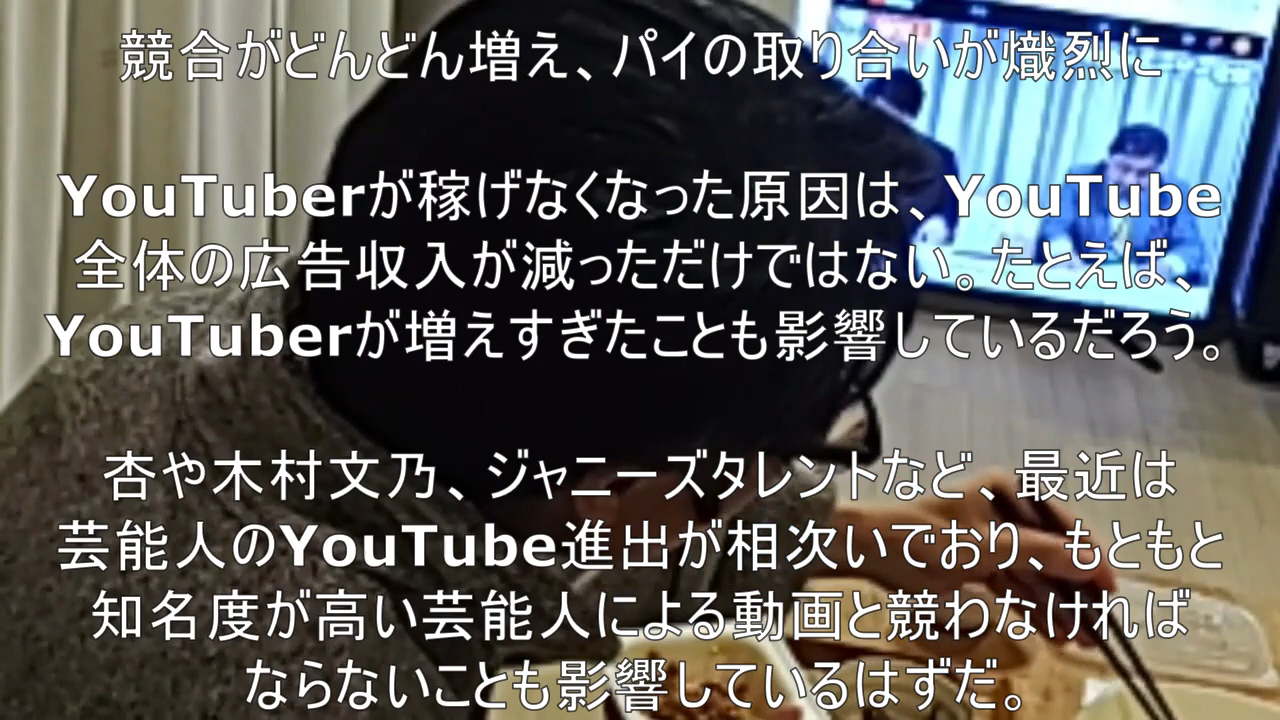 競合がどんどん増え、パイの取り合いが熾烈に
YouTuberが稼げなくなった原因は、YouTube
全体の広告収入が減っただけではない。たとえば、
YouTuberが増えすぎたことも影響しているだろう。
杏や木村文乃、ジャニーズタレントなど、最近は
芸能人のYouTube進出が相次いでおり、もともと
知名度が高い芸能人による動画と競わなければ
ならないことも影響しているはずだ。